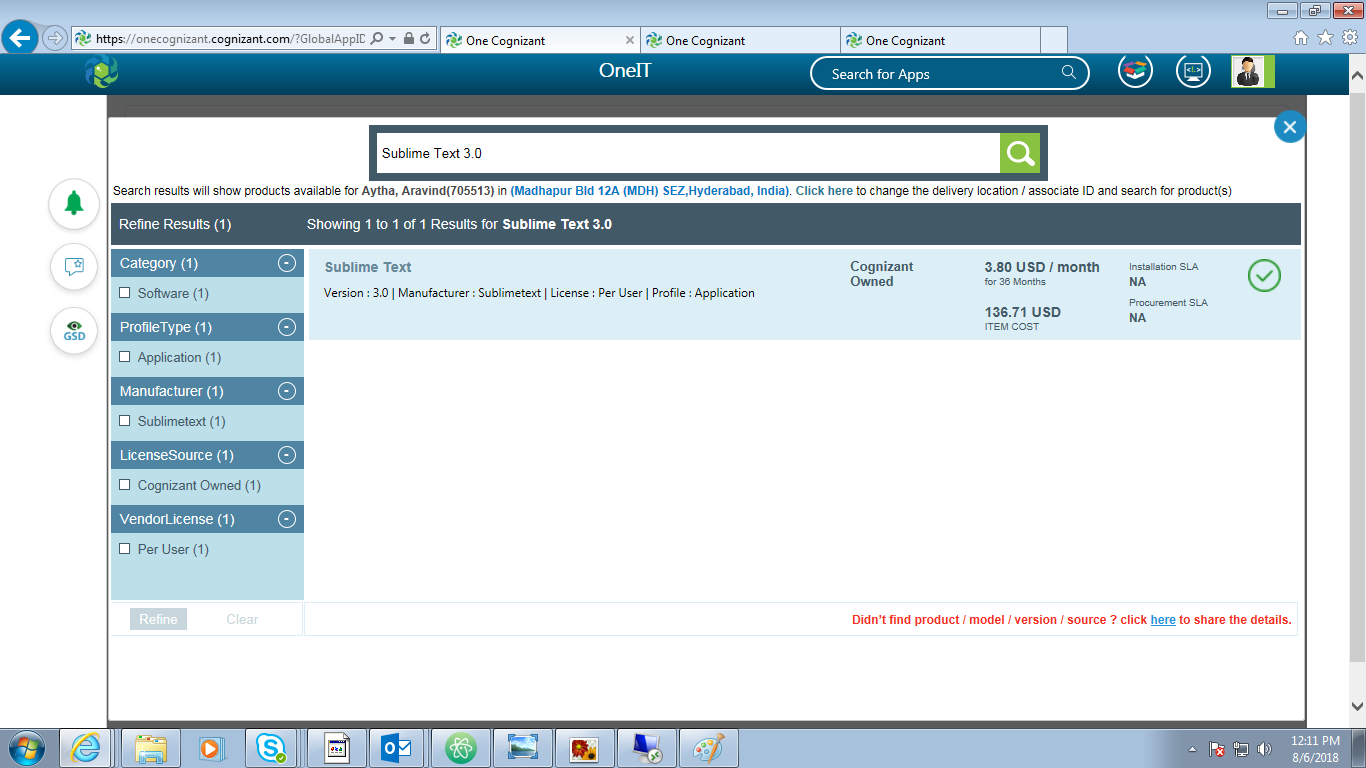 https://onecognizant.cognizant.com/?GlobalAppID
One Cognizant
One Cognizant
One Cognizant
OneIT
Search for Apps
Sublime Text 3.0
Search results will show products available for Aytha, Aravind(705513) in (Madhapur Bld 12A (MDH) SEZ,Hyderabad, India). Click here to change the delivery location / associate ID and search for product(s)
Refine Results (1)
Showing 1 to 1 of 1 Results for Sublime Text 3.0
Category (1)
Software (1)
ProfileType (1)
Application (1)
Manufacturer (1)
Sublimetext (1)
LicenseSource (1)
Cognizant Owned (1)
VendorLicense (1)
Per User (1)
Refine
Clear
Sublime Text
Version : 3.0 | Manufacturer : Sublimetext | License : Per User | Profile : Application
Cognizant
Owned
3.80 USD / month
for 36 Months
136.71 USD
ITEM COST
Installation SLA
NA
Procurement SLA
NA
Didn't find product / model / version / source ? click here to share the details.
GSD
12:11 PM
8/6/2018